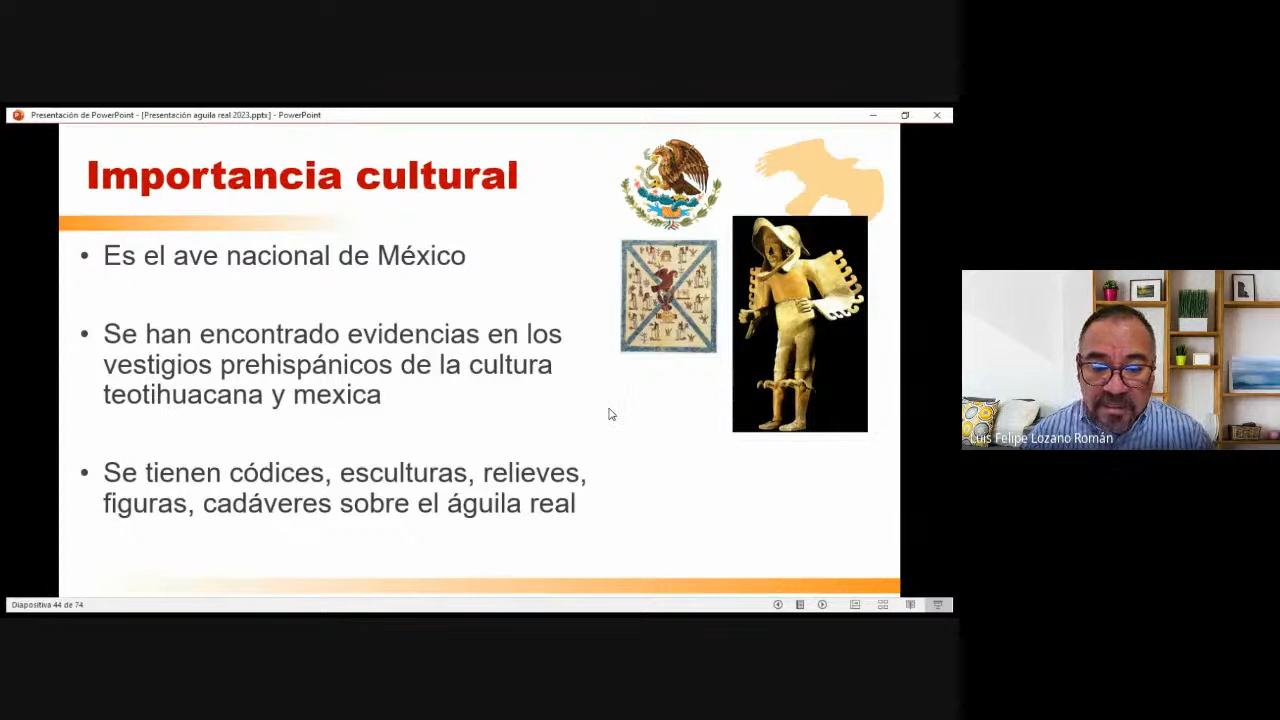 Presentación de PowerPoint - [Presentación aguila real 2023.pptx] - PowerPoint
Importancia cultural
• Es el ave nacional de México
• Se han encontrado evidencias en los
vestigios prehispánicos de la cultura
teotihuacana y mexica
• Se tienen códices, esculturas, relieves,
figuras, cadáveres sobre el águila real
Diapositiva 44 de 74
Luis Felipe Lozano Román